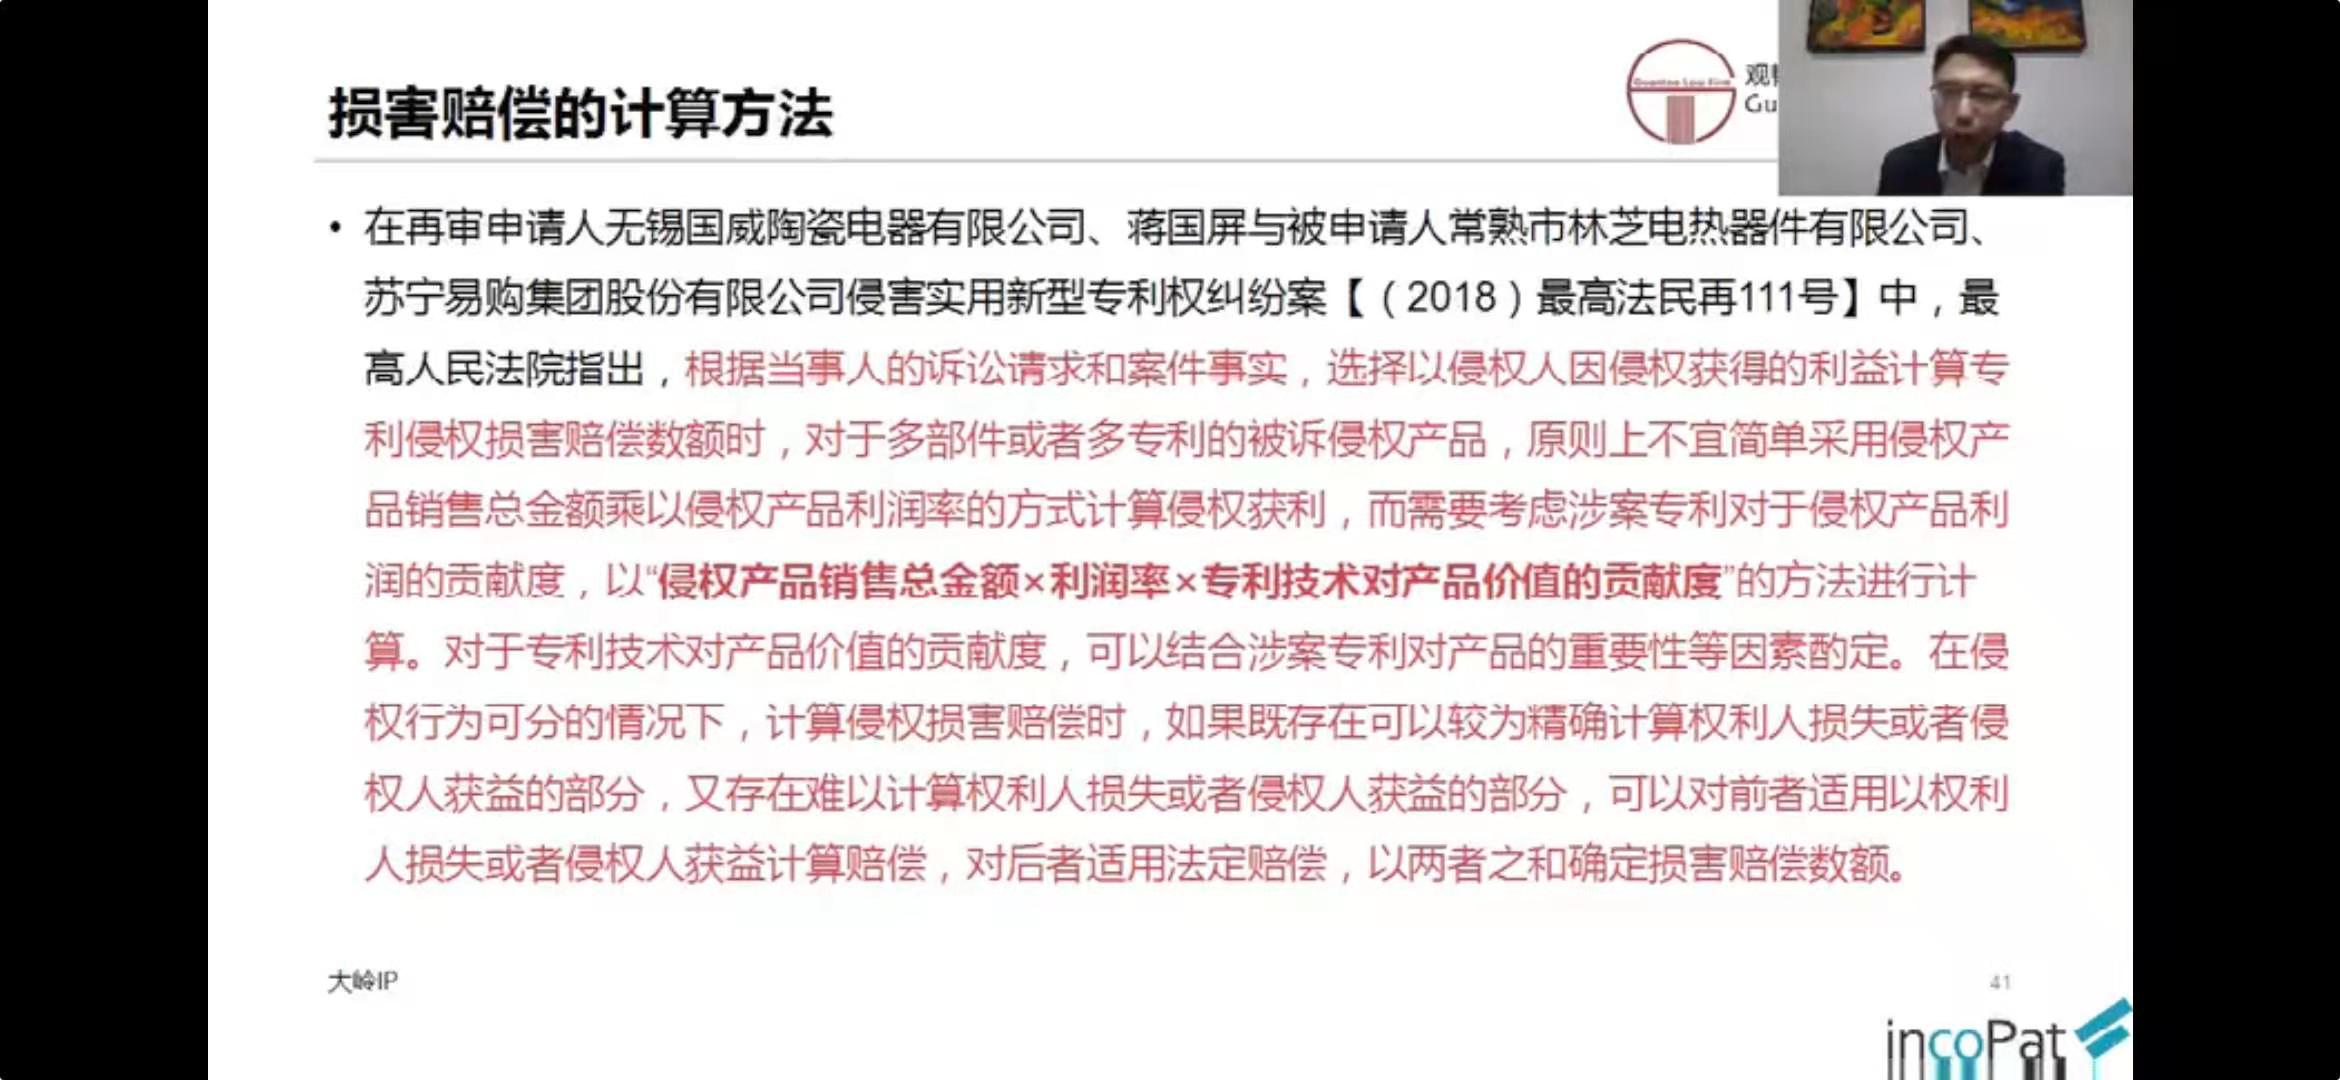 损害赔偿的计算方法
Guantao Law Firm
观
Gu
• 在再审申请人无锡国威陶瓷电器有限公司、蒋国屏与被申请人常熟市林芝电热器件有限公司、
苏宁易购集团股份有限公司侵害实用新型专利权纠纷案【（2018）最高法民再111号】中，最
高人民法院指出，根据当事人的诉讼请求和案件事实，选择以侵权人因侵权获得的利益计算专
利侵权损害赔偿数额时，对于多部件或者多专利的被诉侵权产品，原则上不宜简单采用侵权产
品销售总金额乘以侵权产品利润率的方式计算侵权获利，而需要考虑涉案专利对于侵权产品利
润的贡献度，以“侵权产品销售总金额×利润率×专利技术对产品价值的贡献度”的方法进行计
算。对于专利技术对产品价值的贡献度，可以结合涉案专利对产品的重要性等因素酌定。在侵
权行为可分的情况下，计算侵权损害赔偿时，如果既存在可以较为精确计算权利人损失或者侵
权人获益的部分，又存在难以计算权利人损失或者侵权人获益的部分，可以对前者适用以权利
人损失或者侵权人获益计算赔偿，对后者适用法定赔偿，以两者之和确定损害赔偿数额。
大岭IP
41
incoPat